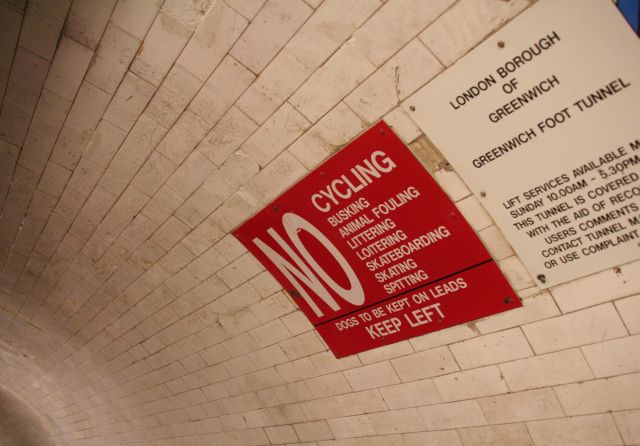 NO
CYCLING
BUSKING
ANIMAL FOULING
LITTERING
LOITERING
SKATEBOARDING
SKATING
SPITTING
DOGS TO BE KEPT ON LEADS
KEEP LEFT
LONDON BOROUGH
OF
GREENWICH
GREENWICH FOOT TUNNEL
LIFT SERVICES AVAILABLE
SUNDAY 10.00AM - 5.30PM
THIS TUNNEL IS COVERED
WITH THE AID OF
USERS COMMENTS
CONTACT TUNNEL
OR USE COMPLAINT